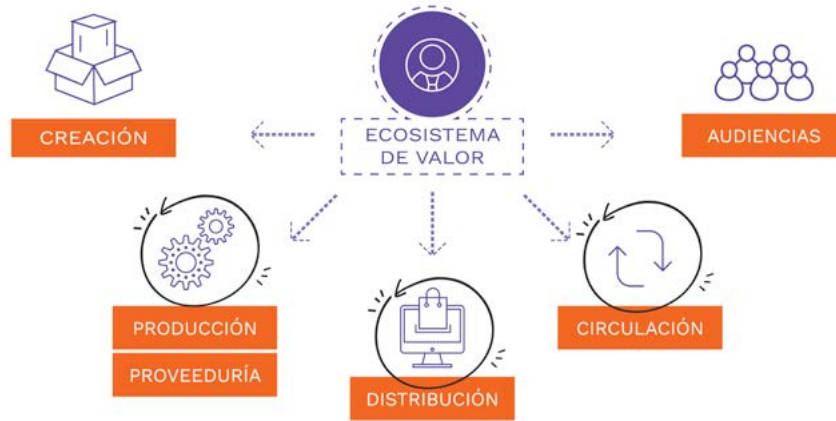 ECOSISTEMA
DE VALOR
CREACIÓN
AUDIENCIAS
PRODUCCIÓN
PROVEEDURÍA
DISTRIBUCIÓN
CIRCULACIÓN